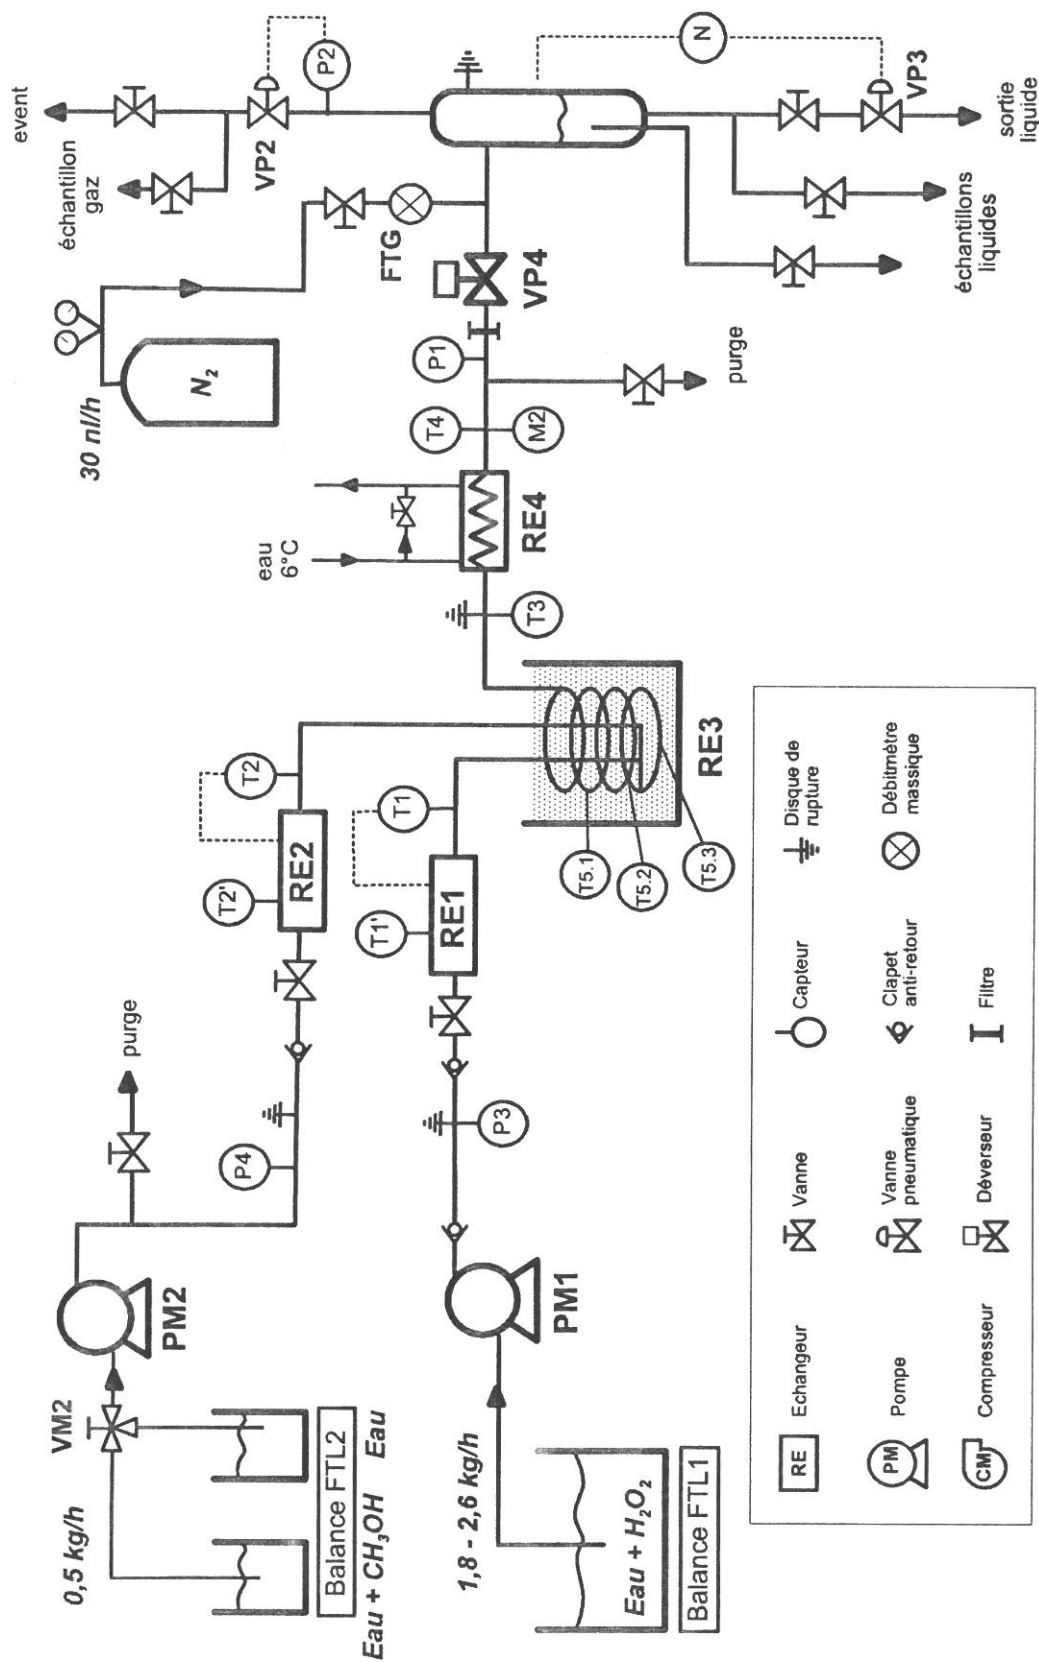 0,5 kg/h
VM2
PM2
purge
P4
T2'
RE2
T2
Balance FTL2
Eau + CH₃OH
Eau
1,8 - 2,6 kg/h
Eau + H₂O₂
Balance FTL1
PM1
P3
T1'
RE1
T1
T5.1
T5.2
T5.3
RE3
T3
eau
6°C
RE4
T4
M2
P1
purge
VP4
30 nl/h
N₂
FTG
échantillon
gaz
event
VP2
P2
N
VP3
sortie
liquide
échantillons
liquides
RE
Echangeur
Vanne
Capteur
Disque de
rupture
PM
Pompe
Vanne
pneumatique
Clapet
anti-retour
Débitmètre
massique
CM
Compresseur
Déverseur
Filtre